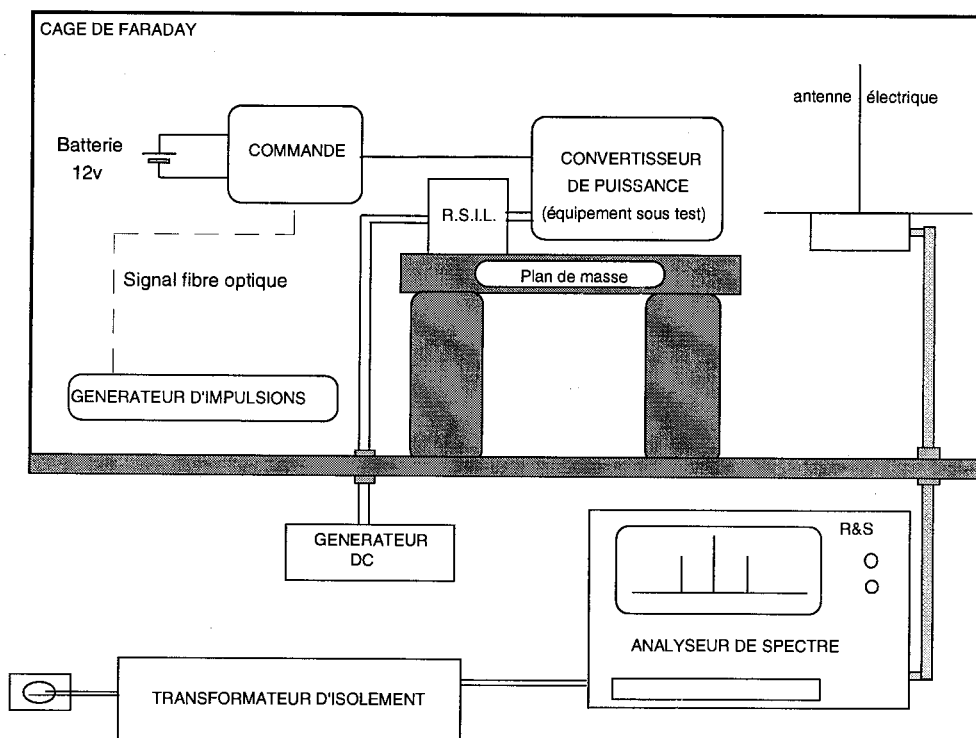 CAGE DE FARADAY
antenne électrique
Batterie
12v
COMMANDE
CONVERTISSEUR
DE PUISSANCE
(équipement sous test)
R.S.I.L.
Plan de masse
Signal fibre optique
GENERATEUR D'IMPULSIONS
GENERATEUR
DC
R&S
ANALYSEUR DE SPECTRE
TRANSFORMATEUR D'ISOLEMENT